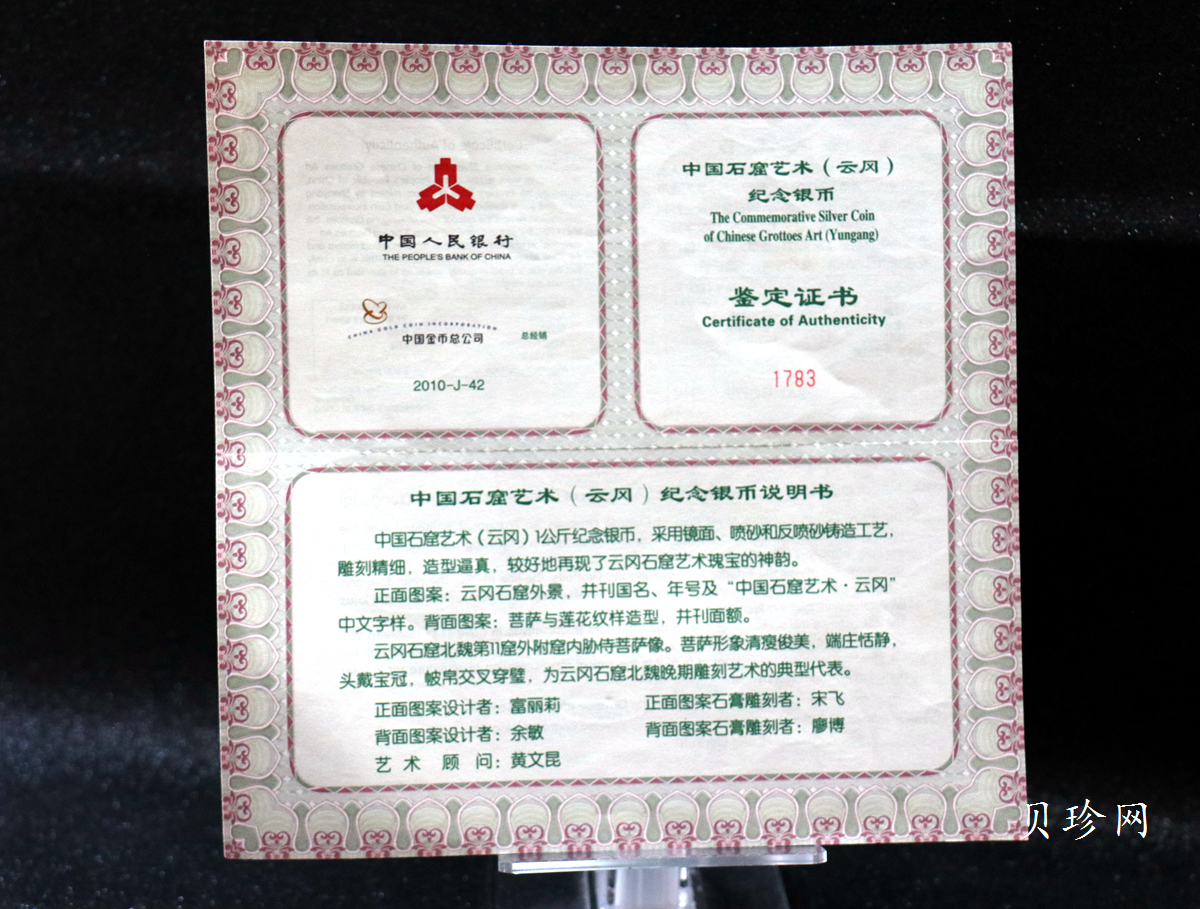 中国人民银行
THE PEOPLE'S BANK OF CHINA
CHINA GOLD COIN INCORPORATION
中国金币总公司
总经销
2010-J-42
中国石窟艺术（云冈）
纪念银币
The Commemorative Silver Coin
of Chinese Grottoes Art (Yungang)
鉴定证书
Certificate of Authenticity
1783
中国石窟艺术（云冈）纪念银币说明书
中国石窟艺术（云冈）1公斤纪念银币，采用镜面、喷砂和反喷砂铸造工艺，
雕刻精细，造型逼真，较好地再现了云冈石窟艺术瑰宝的神韵。
正面图案：云冈石窟外景，并刊国名、年号及“中国石窟艺术·云冈”
中文字样。背面图案：菩萨与莲花纹样造型，并刊面额。
云冈石窟北魏第11窟外附窟内胁侍菩萨像。菩萨形象清瘦俊美，端庄恬静，
头戴宝冠，帔帛交叉穿璧，为云冈石窟北魏晚期雕刻艺术的典型代表。
正面图案设计者：富丽莉 正面图案石膏雕刻者：宋飞
背面图案设计者：余敏 背面图案石膏雕刻者：廖博
艺术顾问：黄文昆
贝珍网